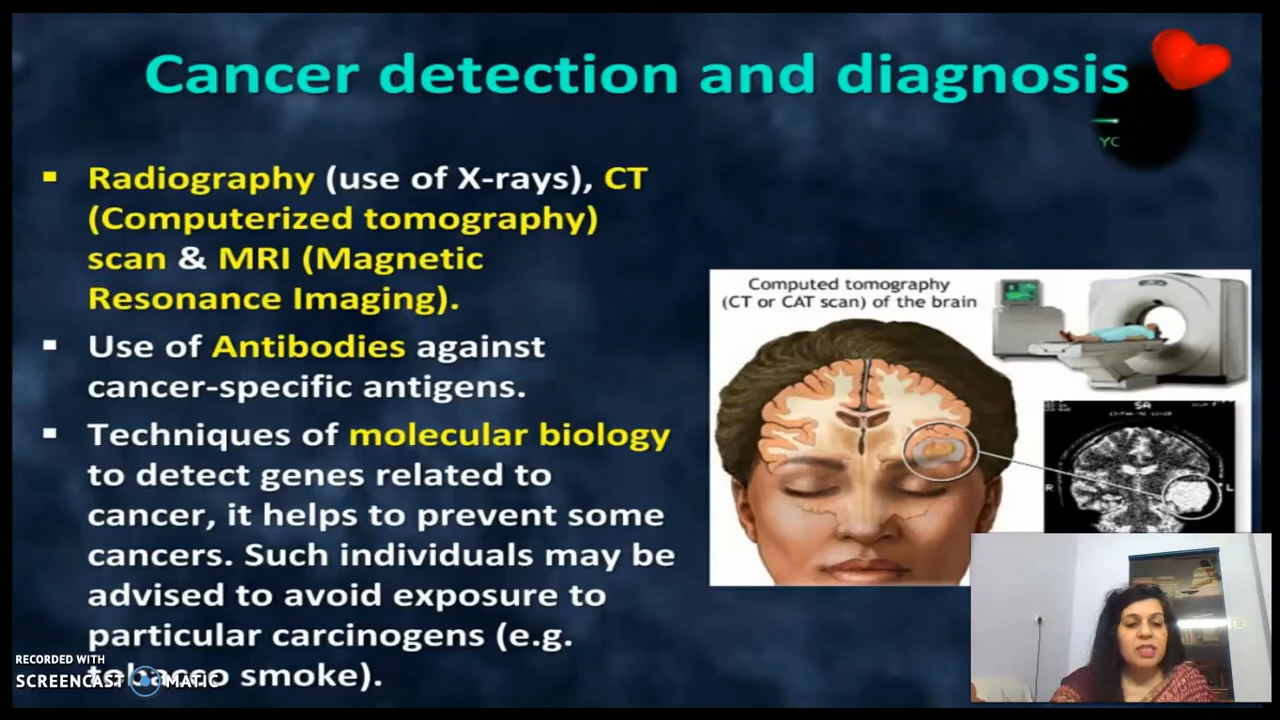 Cancer detection and diagnosis
YC
▪ Radiography (use of X-rays), CT
(Computerized tomography)
scan & MRI (Magnetic
Resonance Imaging).
▪ Use of Antibodies against
cancer-specific antigens.
▪ Techniques of molecular biology
to detect genes related to
cancer, it helps to prevent some
cancers. Such individuals may be
advised to avoid exposure to
particular carcinogens (e.g.
tobacco smoke).
Computed tomography
(CT or CAT scan) of the brain
SA
R
L
RECORDED WITH
SCREENCAST MATIC